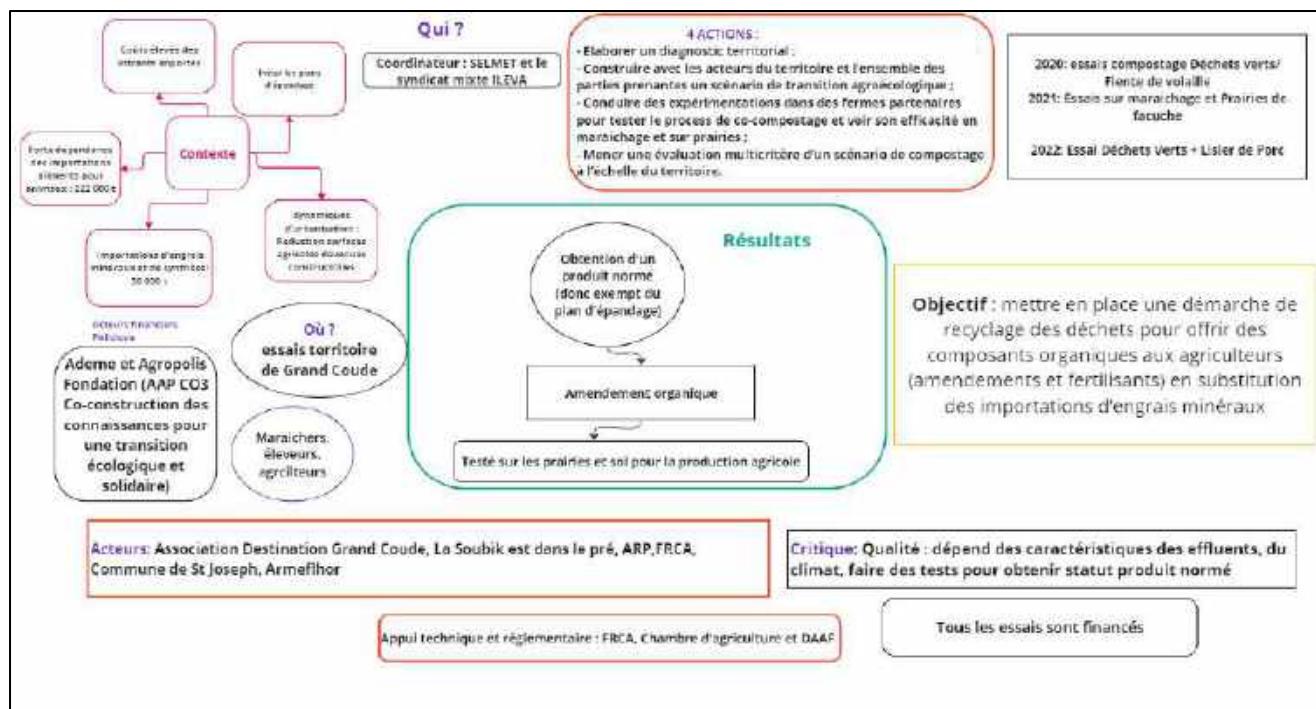 Qui ?
Coordinateur : SELMET et le
syndicat mixte ILEVA
4 ACTIONS :
- Elaborer un diagnostic territorial ;
- Construire avec les acteurs du territoire et l'ensemble des
parties prenantes un scénario de transition agroécologique ;
- Conduire des expérimentations dans des fermes partenaires
pour tester le process de co-compostage et voir son efficacité en
maraichage et sur prairies ;
- Mener une évaluation multicritère d'un scénario de compostage
à l'échelle du territoire.
2020: essais compostage Déchets verts/
Fiente de volaille
2021: Essais sur maraichage et Prairies de
fauche
2022: Essai Déchets Verts + Lisier de Porc
Coûts élevés des
intrants importés
d'épandage
Contexte
Forte dépendance
des importations
aliments pour
animaux : 222 000 t
Importations d'engrais
minéraux et de synthèse:
30 000 t
dynamiques
d'urbanisation :
Réduction surfaces
agricoles devenues
constructibles
Résultats
Obtention d'un
produit normé
(donc exempt du
plan d'épandage)
Amendement organique
Testé sur les prairies et sol pour la production agricole
Objectif : mettre en place une démarche de
recyclage des déchets pour offrir des
composants organiques aux agriculteurs
(amendements et fertilisants) en substitution
des importations d'engrais minéraux
Acteurs financiers
Ademe et Agropolis
Fondation (AAP CO3
Co-construction des
connaissances pour
une transition
écologique et
solidaire)
Où ?
essais territoire
de Grand Coude
Maraichers,
éleveurs,
agrcilteurs
Acteurs: Association Destination Grand Coude, La Soubik est dans le pré, ARP,FRCA,
Commune de St Joseph, Armeflhor
Critique: Qualité : dépend des caractéristiques des effluents, du
climat, faire des tests pour obtenir statut produit normé
Appui technique et réglementaire : FRCA, Chambre d'agriculture et DAAF
Tous les essais sont financés